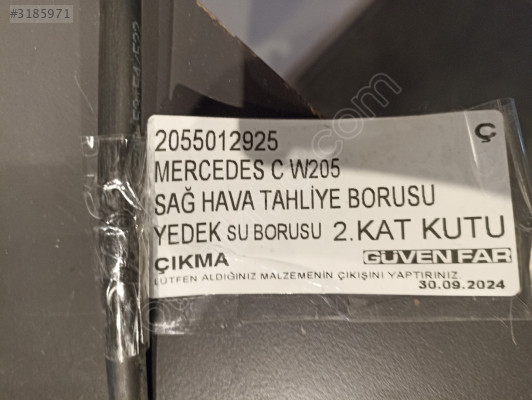 #3185971
2055012925
Ç
MERCEDES C W205
SAĞ HAVA TAHLİYE BORUSU
YEDEK SU BORUSU 2.KAT KUTU
ÇIKMA GÜVEN FAR
LÜTFEN ALDIĞINIZ MALZEMENİN ÇIKIŞINI YAPTIRINIZ
30.09.2024